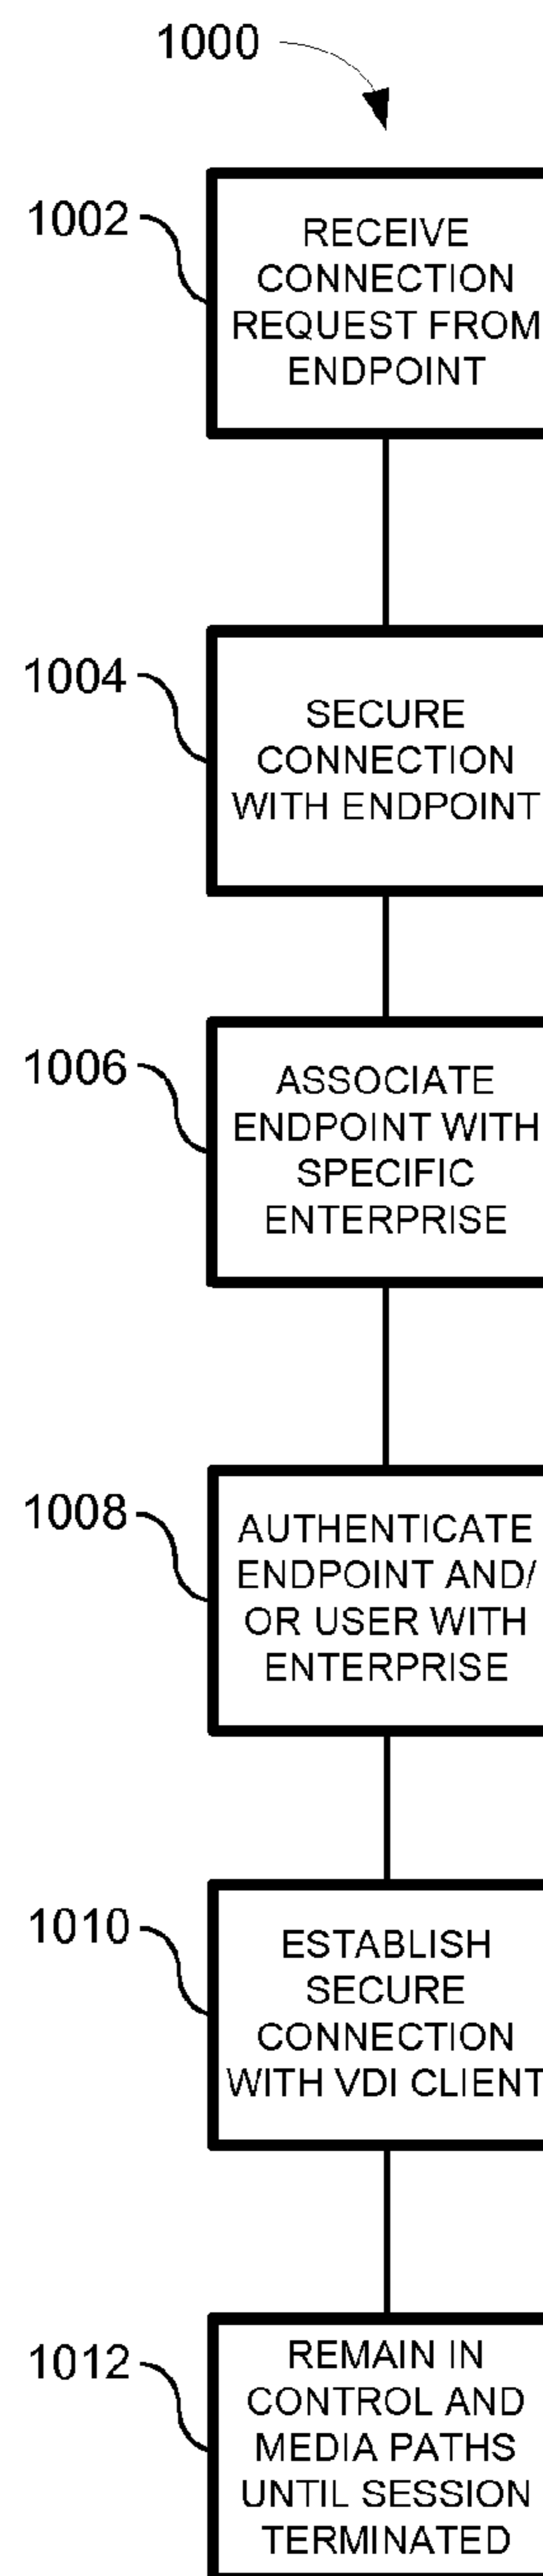 1000
1002
RECEIVE
CONNECTION
REQUEST FROM
ENDPOINT
1004
SECURE
CONNECTION
WITH ENDPOINT
1006
ASSOCIATE
ENDPOINT WITH
SPECIFIC
ENTERPRISE
1008
AUTHENTICATE
ENDPOINT AND/
OR USER WITH
ENTERPRISE
1010
ESTABLISH
SECURE
CONNECTION
WITH VDI CLIENT
1012
REMAIN IN
CONTROL AND
MEDIA PATHS
UNTIL SESSION
TERMINATED